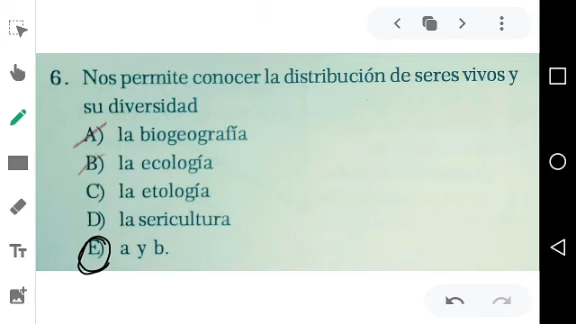 6. Nos permite conocer la distribución de seres vivos y
su diversidad
A) la biogeografía
B) la ecología
C) la etología
D) la sericultura
E) a y b.
Tт